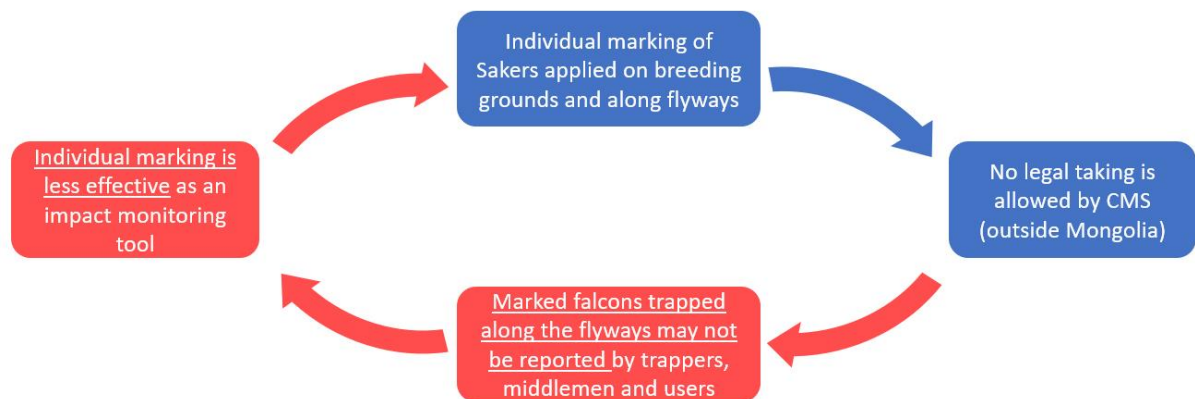 Individual marking of
Sakers applied on breeding
grounds and along flyways
No legal taking is
allowed by CMS
(outside Mongolia)
Marked falcons trapped
along the flyways may not
be reported by trappers,
middlemen and users
Individual marking is
less effective as an
impact monitoring
tool